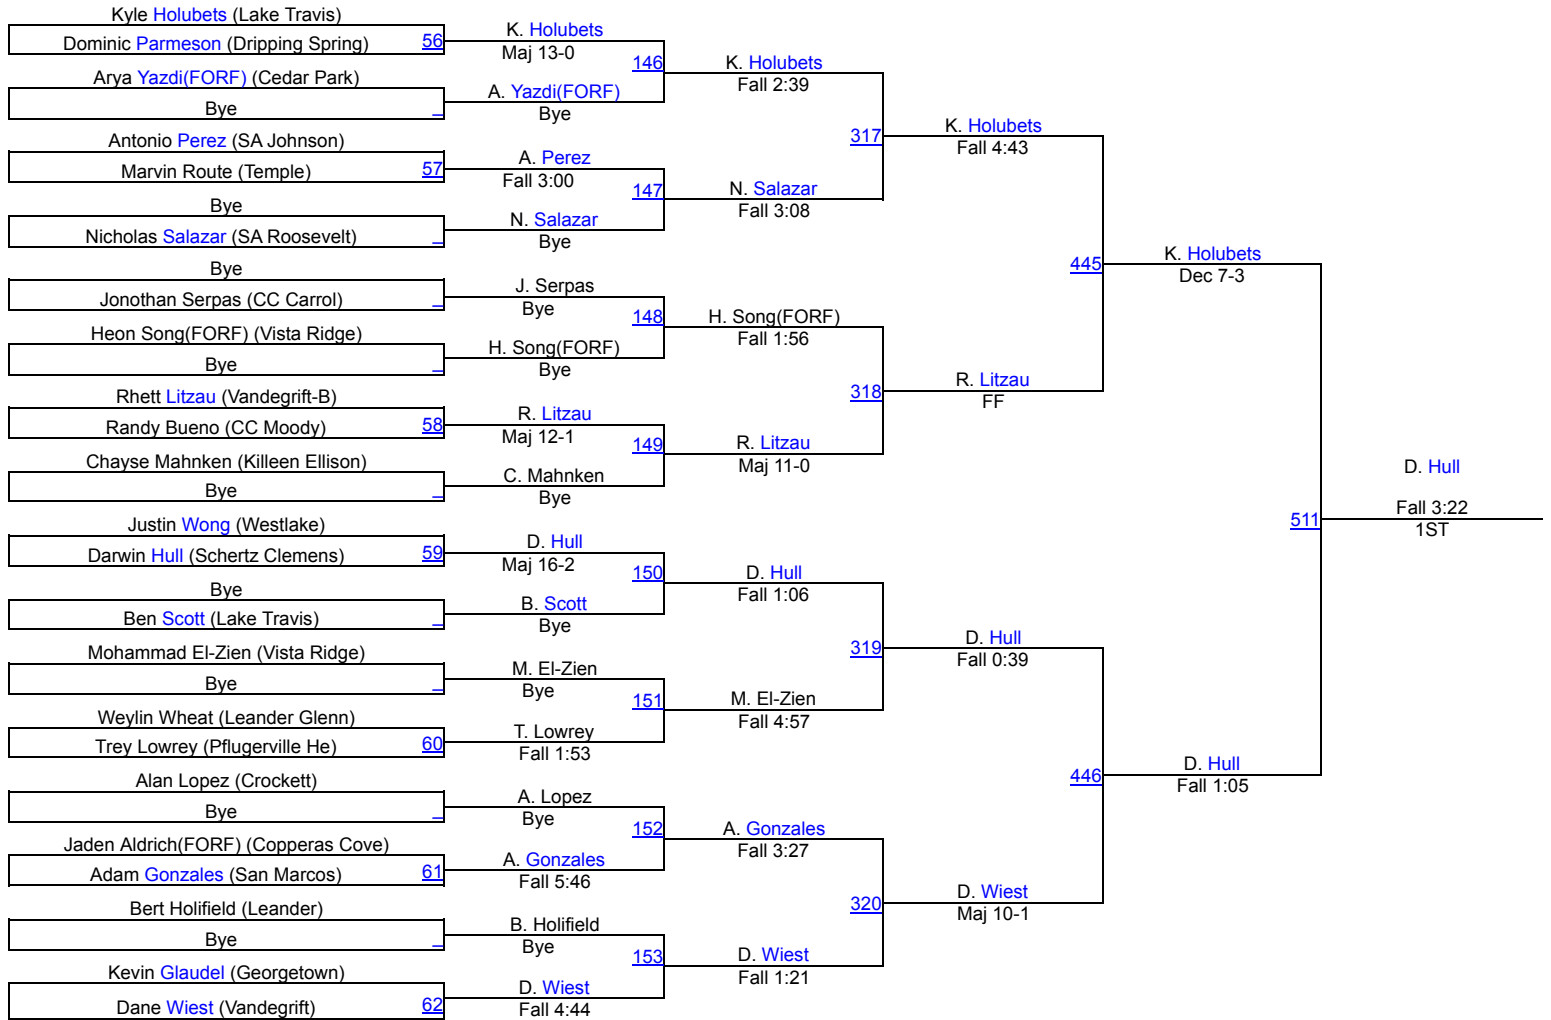 Kyle Holubets (Lake Travis)
Dominic Parmeson (Dripping Spring)
56
Arya Yazdi(FORF) (Cedar Park)
Bye
Antonio Perez (SA Johnson)
Marvin Route (Temple)
57
Bye
Nicholas Salazar (SA Roosevelt)
Bye
Jonothan Serpas (CC Carrol)
Heon Song(FORF) (Vista Ridge)
Bye
Rhett Litzau (Vandegrift-B)
Randy Bueno (CC Moody)
58
Chayse Mahnken (Killeen Ellison)
Bye
Justin Wong (Westlake)
Darwin Hull (Schertz Clemens)
59
Bye
Ben Scott (Lake Travis)
Mohammad El-Zien (Vista Ridge)
Bye
Weylin Wheat (Leander Glenn)
Trey Lowrey (Pflugerville He)
60
Alan Lopez (Crockett)
Bye
Jaden Aldrich(FORF) (Copperas Cove)
Adam Gonzales (San Marcos)
61
Bert Holifield (Leander)
Bye
Kevin Glaudel (Georgetown)
Dane Wiest (Vandegrift)
62
K. Holubets
Maj 13-0
146
A. Yazdi(FORF)
Bye
A. Perez
Fall 3:00
147
N. Salazar
Bye
J. Serpas
Bye
148
H. Song(FORF)
Bye
R. Litzau
Maj 12-1
149
C. Mahnken
Bye
D. Hull
Maj 16-2
150
B. Scott
Bye
M. El-Zien
Bye
151
T. Lowrey
Fall 1:53
A. Lopez
Bye
152
A. Gonzales
Fall 5:46
B. Holifield
Bye
153
D. Wiest
Fall 4:44
K. Holubets
Fall 2:39
317
N. Salazar
Fall 3:08
H. Song(FORF)
Fall 1:56
318
R. Litzau
Maj 11-0
D. Hull
Fall 1:06
319
M. El-Zien
Fall 4:57
A. Gonzales
Fall 3:27
320
D. Wiest
Fall 1:21
K. Holubets
Fall 4:43
445
R. Litzau
FF
D. Hull
Fall 0:39
446
D. Wiest
Maj 10-1
K. Holubets
Dec 7-3
511
D. Hull
Fall 1:05
D. Hull
Fall 3:22
1ST